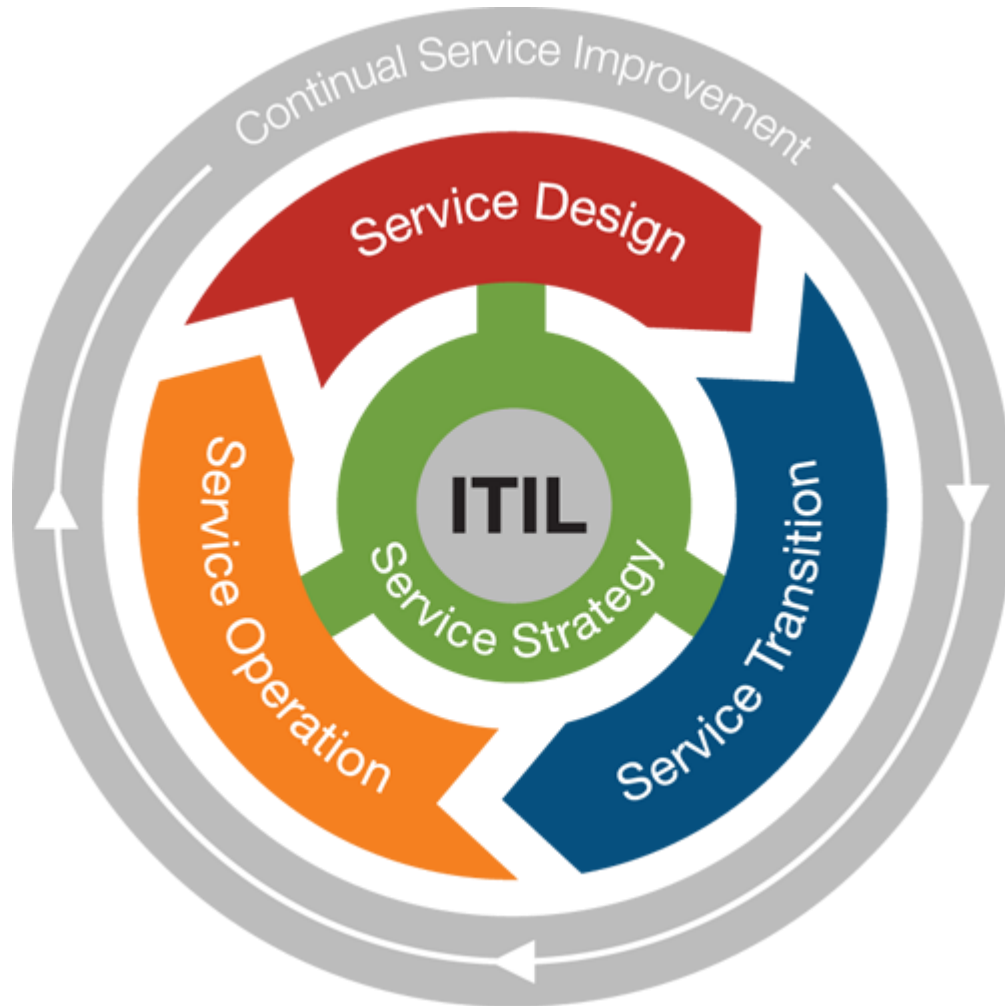 Continual Service Improvement
Service Design
Service Transition
Service Operation
Service Strategy
ITIL